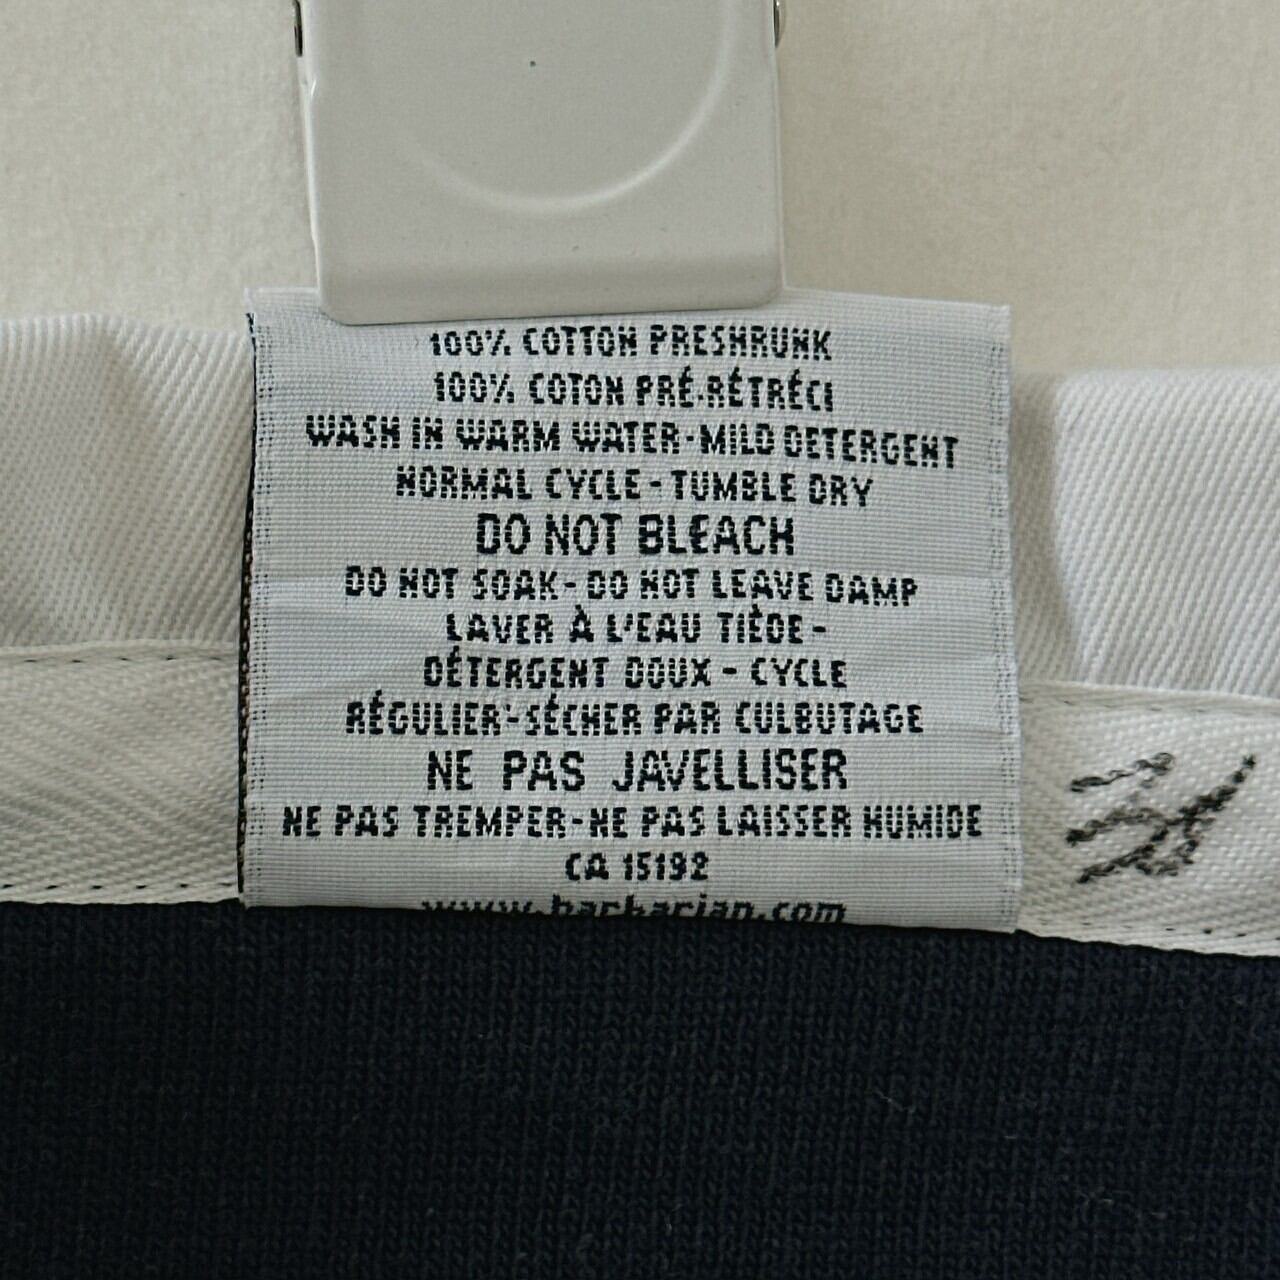 100% COTTON PRESHRUNK
100% COTON PRÉ-RÉTRÉCI
WASH IN WARM WATER-MILD DETERGENT
NORMAL CYCLE - TUMBLE DRY
DO NOT BLEACH
DO NOT SOAK - DO NOT LEAVE DAMP
LAVER À L'EAU TIÈDE -
DÉTERGENT DOUX - CYCLE
RÉGULIER-SÉCHER PAR CULBUTAGE
NE PAS JAVELLISER
NE PAS TREMPER-NE PAS LAISSER HUMIDE
CA 15192
www.barbarian.com